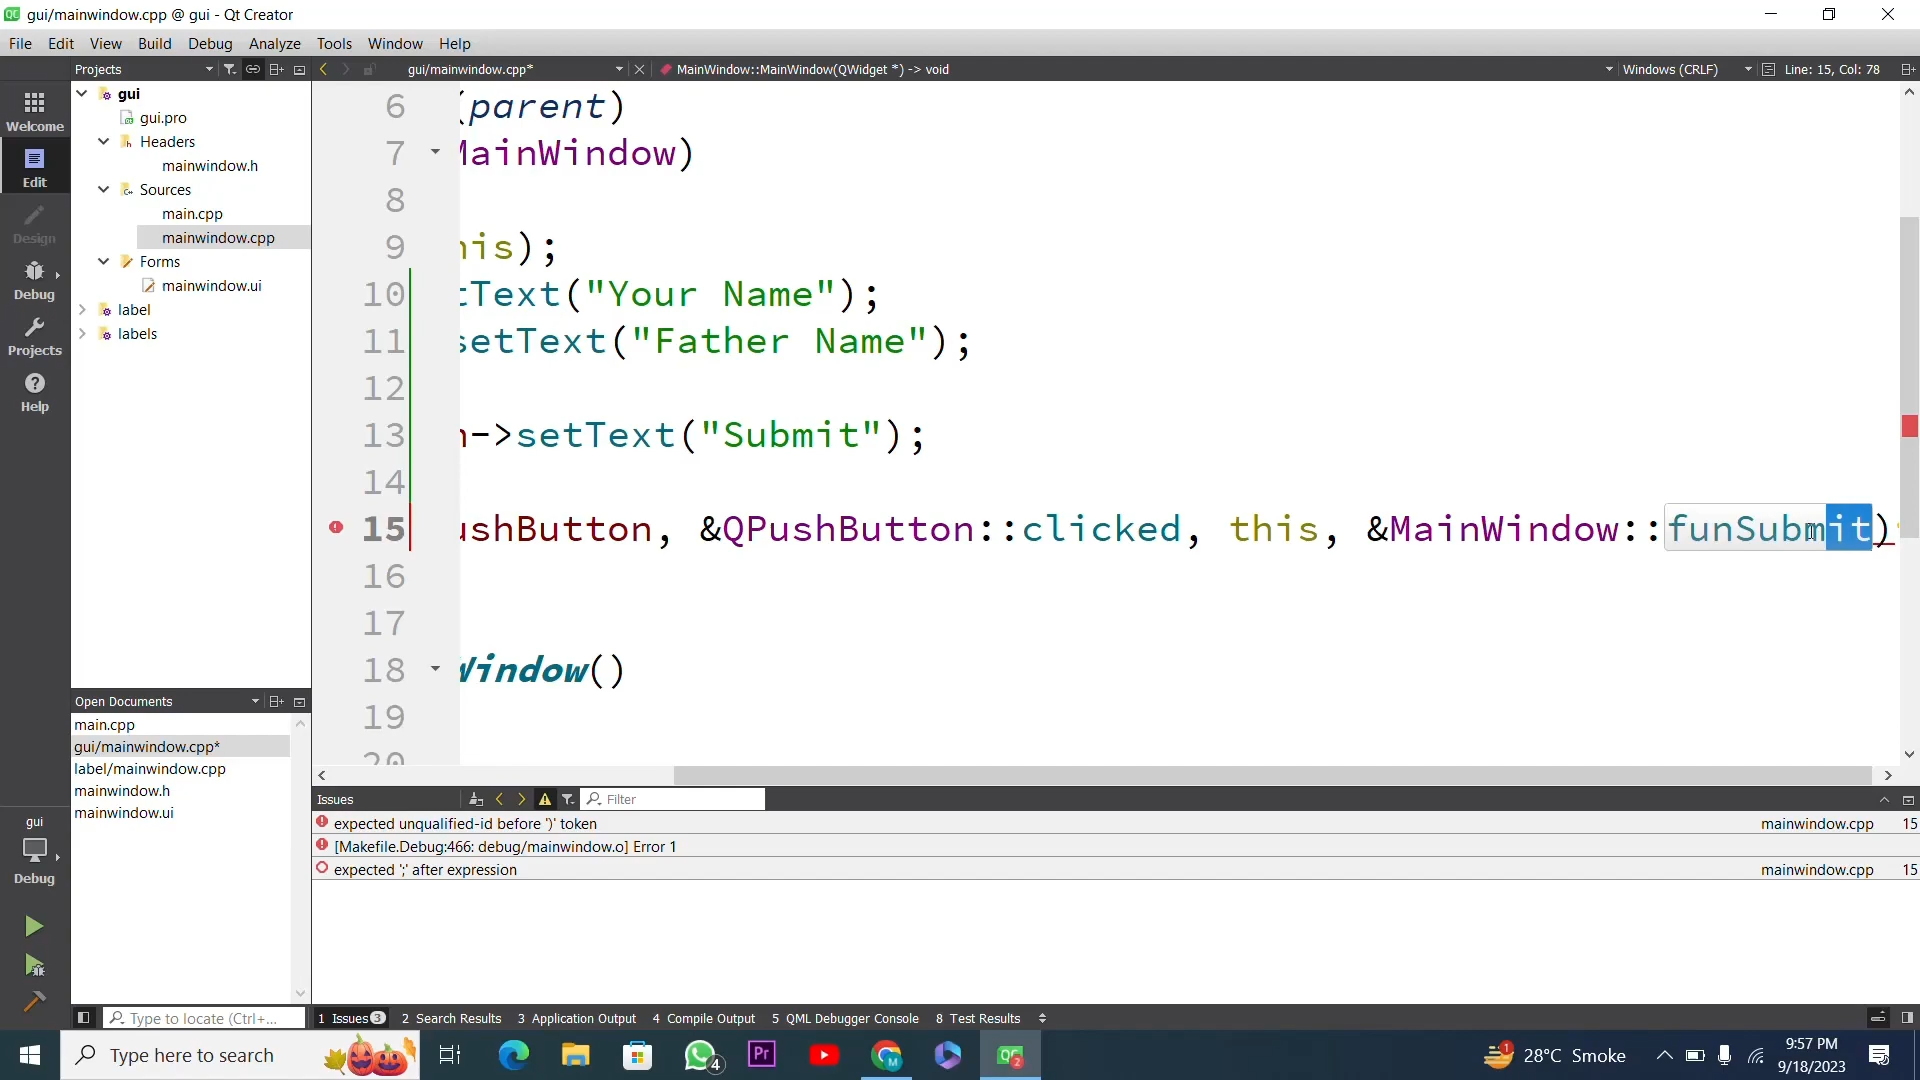 gui/mainwindow.cpp @ gui - Qt Creator
File Edit View Build Debug Analyze Tools Window Help
Projects
gui/mainwindow.cpp*
MainWindow::MainWindow(QWidget *) -> void
Windows (CRLF)
Line: 15, Col: 78
Welcome
Edit
Design
Debug
Projects
Help
gui
gui.pro
Headers
mainwindow.h
Sources
main.cpp
mainwindow.cpp
Forms
mainwindow.ui
label
labels
6 (parent)
7 MainWindow)
8
9 his);
10 tText("Your Name");
11 setText("Father Name");
12
13 n->setText("Submit");
14
15 ushButton, &QPushButton::clicked, this, &MainWindow::funSubmit)
16
17
18 Window()
19
20
Open Documents
main.cpp
gui/mainwindow.cpp*
label/mainwindow.cpp
mainwindow.h
mainwindow.ui
gui
Debug
Issues
Filter
expected unqualified-id before ')' token mainwindow.cpp 15
[Makefile.Debug:466: debug/mainwindow.o] Error 1
expected ';' after expression mainwindow.cpp 15
Type to locate (Ctrl+...
1 Issues 3 2 Search Results 3 Application Output 4 Compile Output 5 QML Debugger Console 8 Test Results
Type here to search
4
Pr
M
QC
2
1
28°C Smoke
9:57 PM
9/18/2023